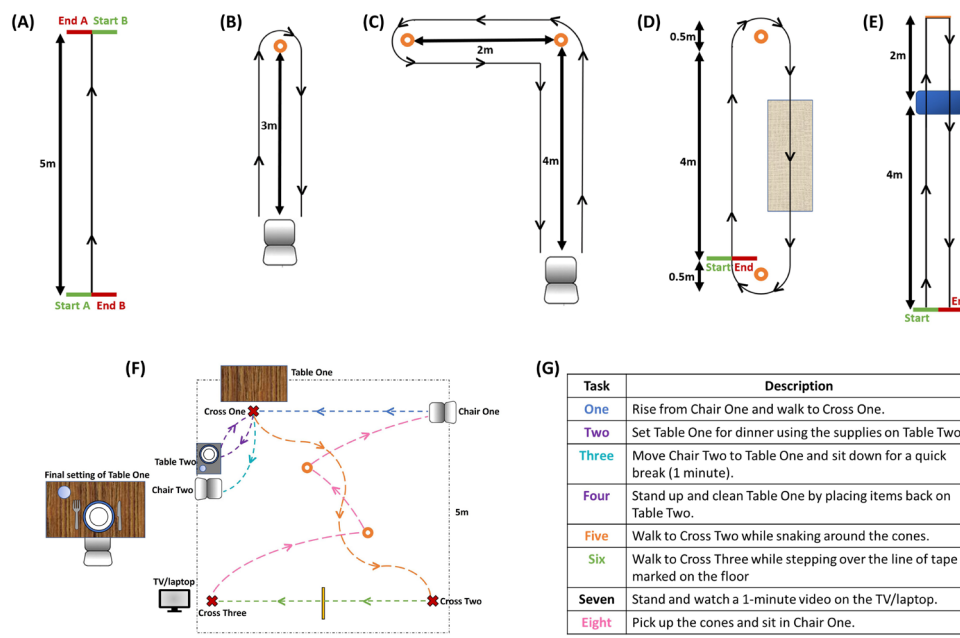 (A)
End A Start B
5m
Start A End B
(B)
3m
(C)
2m
4m
(D)
0.5m
4m
Start End
0.5m
(E)
2m
4m
Start
(F)
Table One
Cross One
Chair One
Table Two
Chair Two
Final setting of Table One
5m
TV/laptop
Cross Three
Cross Two
(G)
Task Description
One Rise from Chair One and walk to Cross One.
Two Set Table One for dinner using the supplies on Table Two
Three Move Chair Two to Table One and sit down for a quick
break (1 minute).
Four Stand up and clean Table One by placing items back on
Table Two.
Five Walk to Cross Two while snaking around the cones.
Six Walk to Cross Three while stepping over the line of tape
marked on the floor
Seven Stand and watch a 1-minute video on the TV/laptop.
Eight Pick up the cones and sit in Chair One.